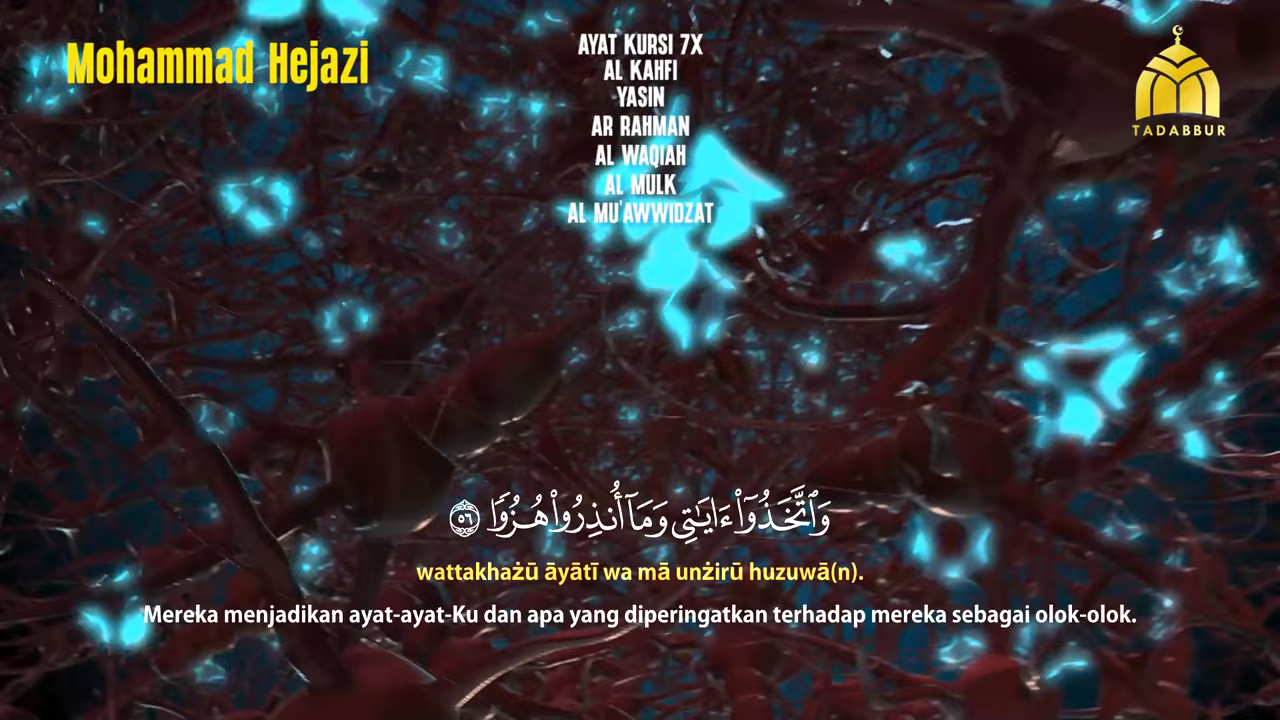 Mohammad Hejazi
AYAT KURSI 7X
AL KAHFI
YASIN
AR RAHMAN
AL WAQIAH
AL MULK
AL MU'AWWIDZAT
TADABBUR
وَٱتَّخَذُوٓا۟ ءَايَـٰتِى وَمَآ أُنذِرُوا۟ هُزُوًا ۝٥٦
wattakhażū āyātī wa mā unżirū huzuwā(n).
Mereka menjadikan ayat-ayat-Ku dan apa yang diperingatkan terhadap mereka sebagai olok-olok.